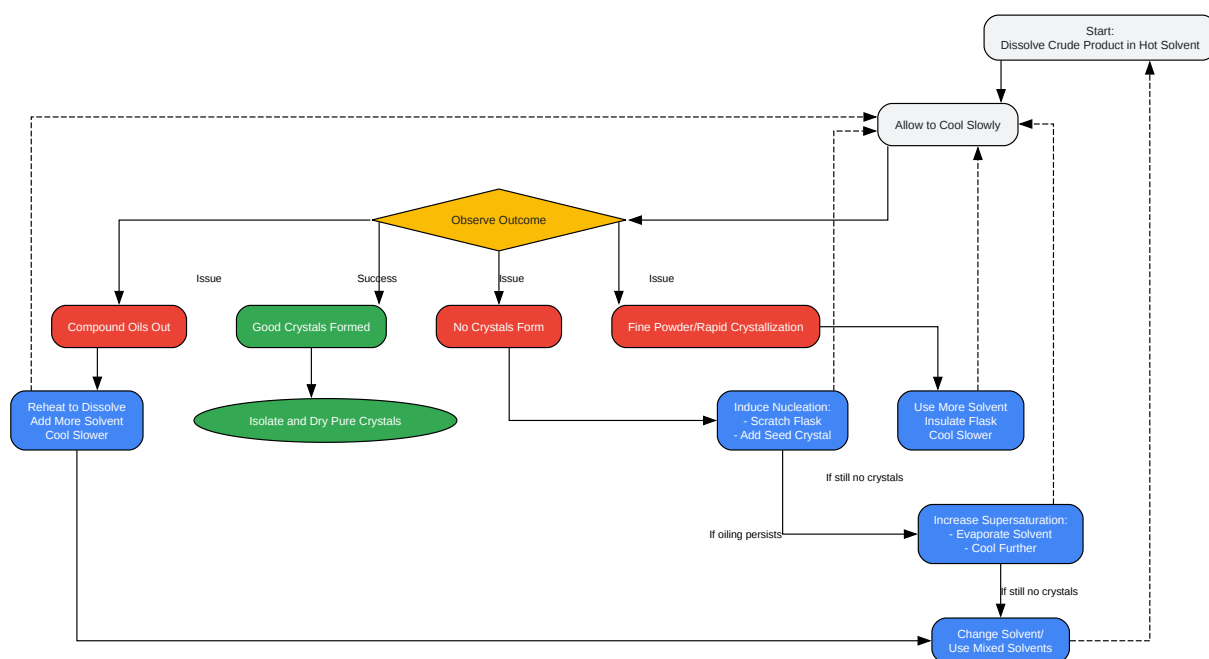 Start:
Dissolve Crude Product in Hot Solvent
Allow to Cool Slowly
Observe Outcome
Issue
Success
Issue
Issue
Compound Oils Out
Good Crystals Formed
No Crystals Form
Fine Powder/Rapid Crystallization
Reheat to Dissolve
Add More Solvent
Cool Slower
Isolate and Dry Pure Crystals
Induce Nucleation:
- Scratch Flask
- Add Seed Crystal
Use More Solvent
Insulate Flask
Cool Slower
If still no crystals
If oiling persists
Increase Supersaturation:
- Evaporate Solvent
- Cool Further
If still no crystals
Change Solvent/
Use Mixed Solvents